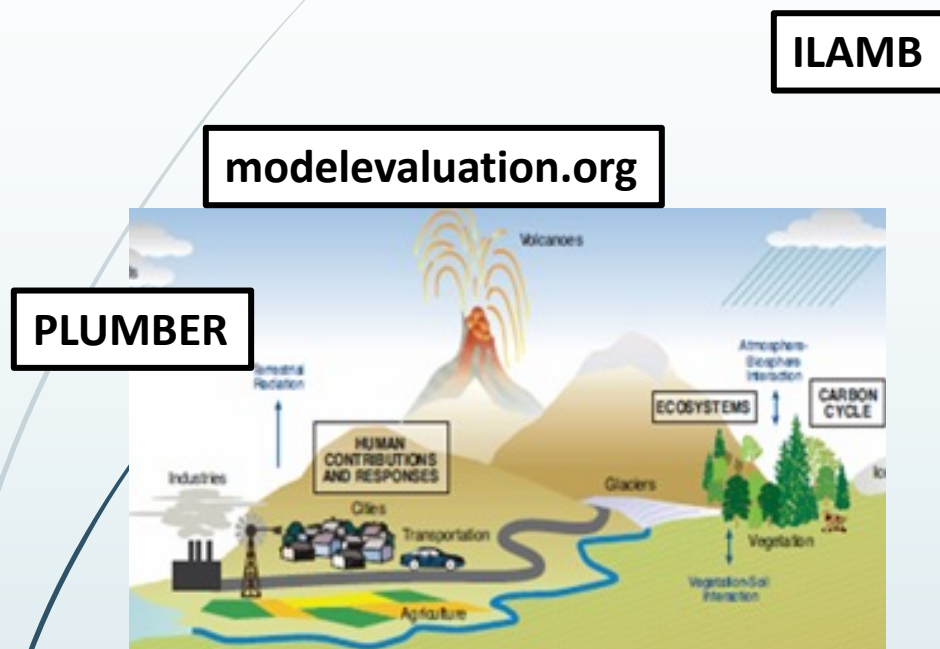 ILAMB
modelevaluation.org
Volcanoes
PLUMBER
Terrestrial
Radiation
Atmosphere-
Biosphere
Interaction
ECOSYSTEMS
CARBON
CYCLE
HUMAN
CONTRIBUTIONS
AND RESPONSES
Industries
Cities
Glaciers
Transportation
Vegetation
Vegetation-Soil
Interaction
Agriculture